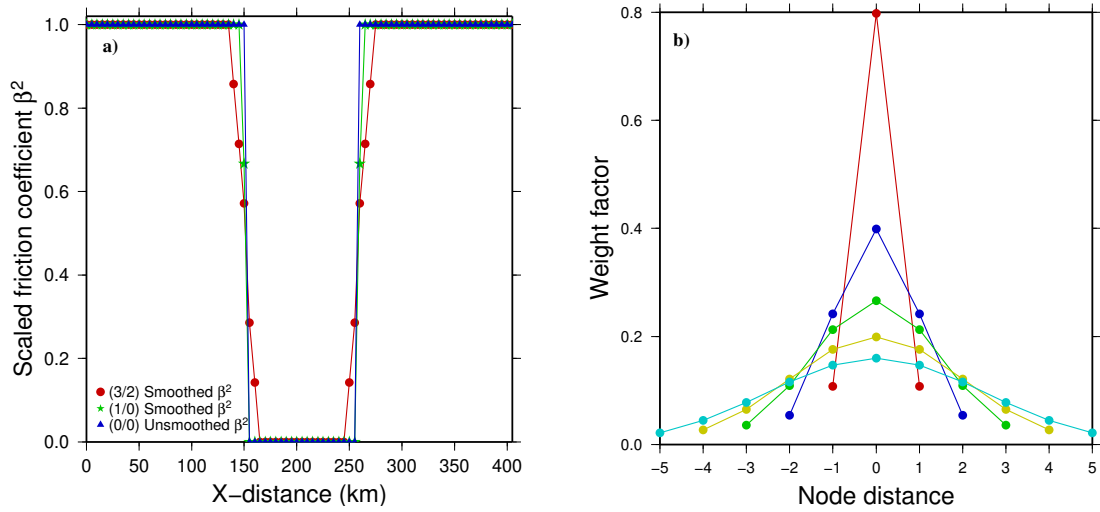 a)
1.0
0.8
0.6
0.4
0.2
0.0
Scaled friction coefficient β²
(3/2) Smoothed β²
(1/0) Smoothed β²
(0/0) Unsmoothed β²
0 50 100 150 200 250 300 350 400
X−distance (km)
b)
0.8
0.6
0.4
0.2
0.0
Weight factor
−5 −4 −3 −2 −1 0 1 2 3 4 5
Node distance